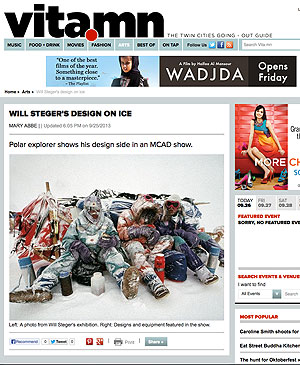 vita.mn
THE TWIN CITIES GOING - OUT GUIDE
MUSIC FOOD + DRINK MOVIES FASHION ARTS BEST OF ON TAP Follow Us Search Vita.mn
"One of the best
films of the year.
Something close
to a masterpiece."
The Playlist
A Film by Haifaa Al Mansour
WADJDA
Opens
Friday
Home » Arts » Will Steger's design on ice
WILL STEGER'S DESIGN ON ICE
MARY ABBE | Updated 6:03 PM on 9/25/2013
Polar explorer shows his design side in an MCAD show.
MORE CH
TODAY FRI SAT
09.26 09.27 09.28
FEATURED EVENT
SORRY, NO FEATURED EVENT
Left: A photo from Will Steger's exhibition. Right: Designs and equipment featured in the show.
Recommend 0 Tweet 0 Print Share »
SEARCH EVENTS & VENUES
I want to find
All Events
MOST POPULAR
Caroline Smith shoots for
Eat Street Buddha Kitchen
The hunt for Oktoberfest